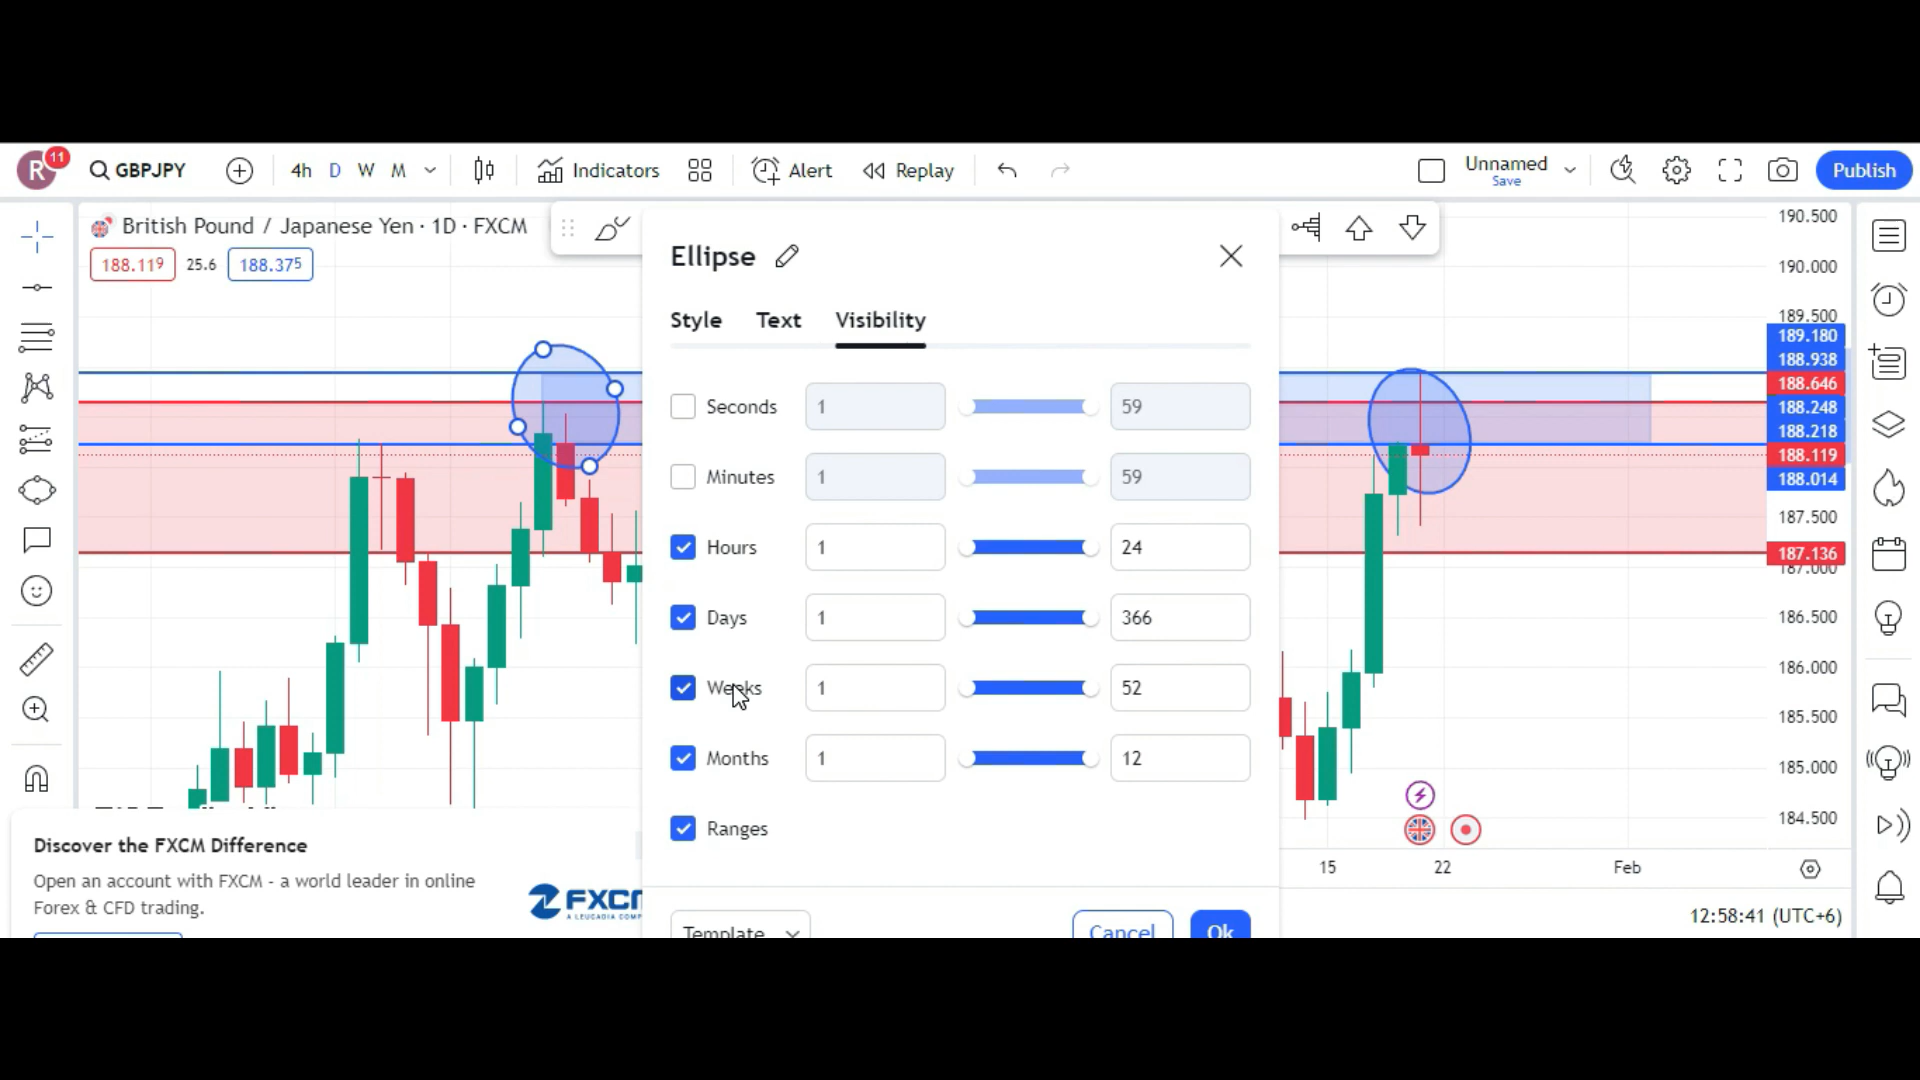 R 11 GBPJPY 4h D W M Indicators Alert Replay Unnamed Save Publish
British Pound / Japanese Yen · 1D · FXCM
188.119 25.6 188.375
Ellipse
Style Text Visibility
Seconds 1 59
Minutes 1 59
Hours 1 24
Days 1 366
Weeks 1 52
Months 1 12
Ranges
Template Cancel Ok
190.500
190.000
189.500
189.180
188.938
188.646
188.248
188.218
188.119
188.014
187.500
187.136
187.000
186.500
186.000
185.500
185.000
184.500
15 22 Feb
12:58:41 (UTC+6)
Discover the FXCM Difference
Open an account with FXCM - a world leader in online
Forex & CFD trading.
FXCM
A LEUCADIA COMP